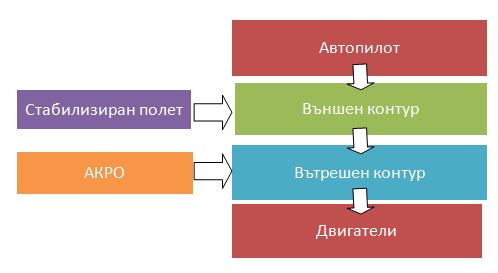 Автопилот
Стабилизиран полет
Външен контур
АКРО
Вътрешен контур
Двигатели